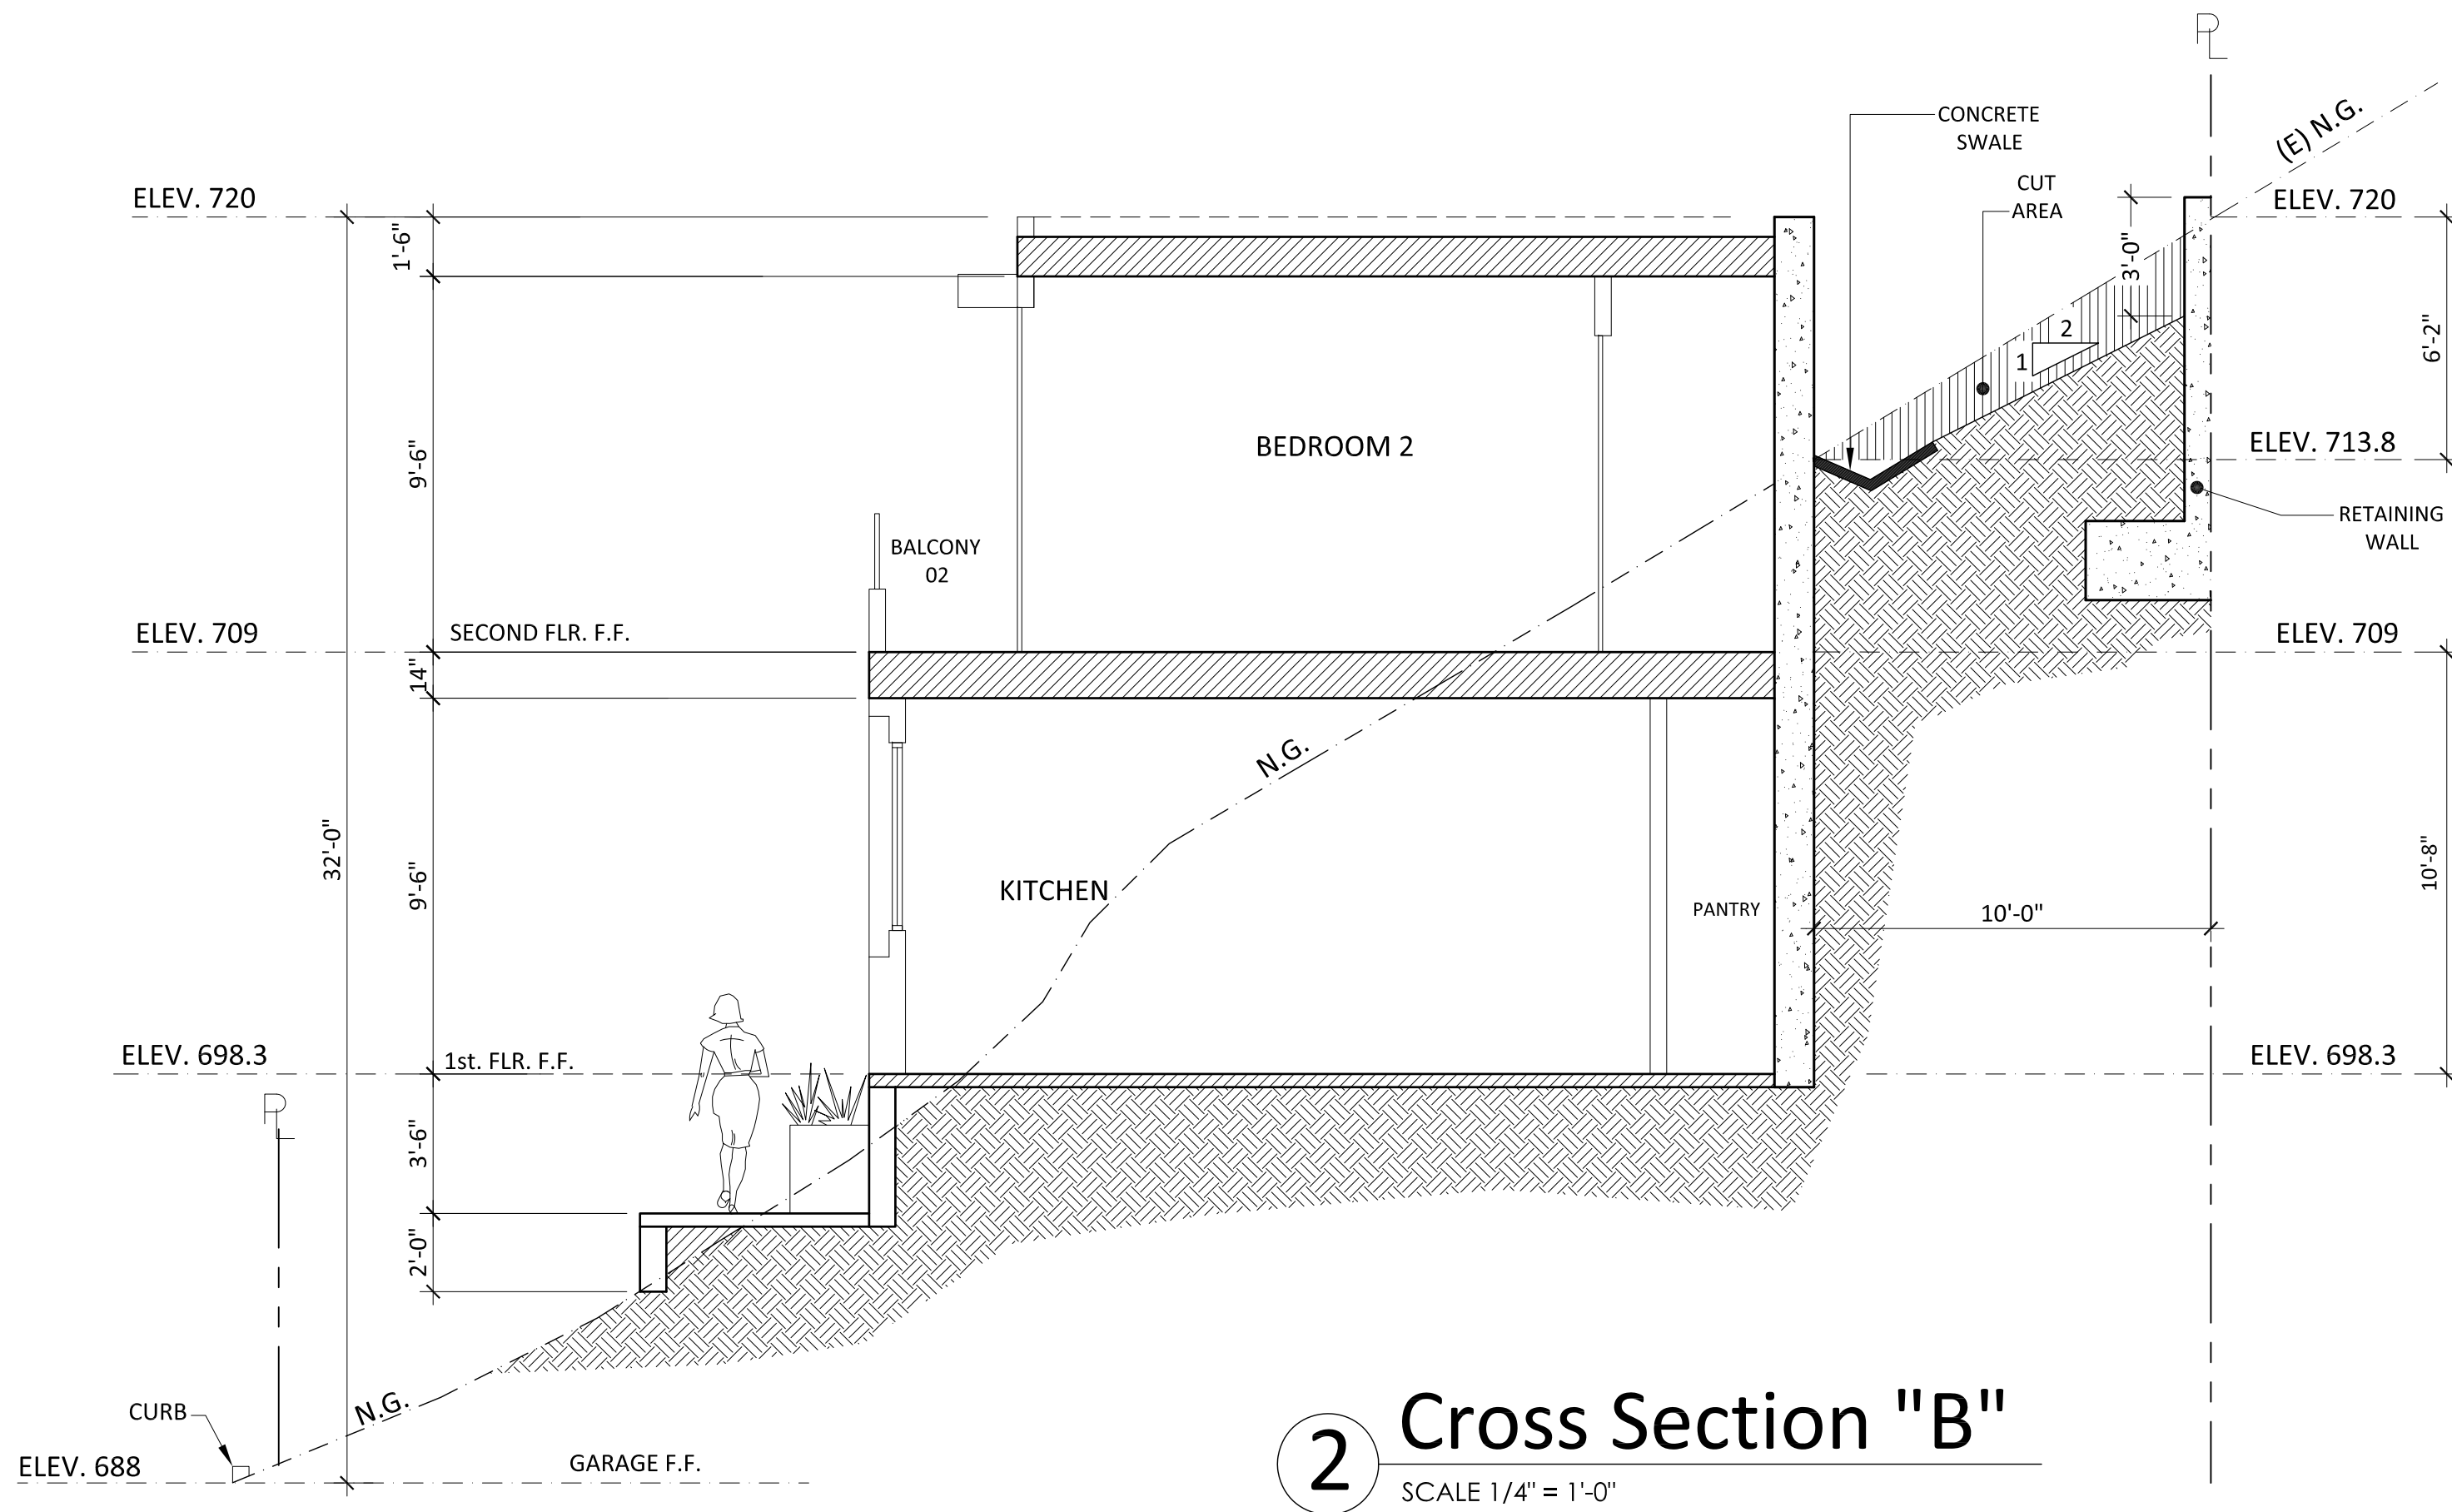 PL
(E) N.G.
CONCRETE
SWALE
CUT
AREA
ELEV. 720
ELEV. 720
1'-6"
3'-0"
2
1
6'-2"
9'-6"
BEDROOM 2
ELEV. 713.8
RETAINING
WALL
BALCONY
02
ELEV. 709
SECOND FLR. F.F.
ELEV. 709
14"
N.G.
32'-0"
9'-6"
KITCHEN
PANTRY
10'-0"
10'-8"
ELEV. 698.3
1st. FLR. F.F.
ELEV. 698.3
PL
3'-6"
2'-0"
CURB
N.G.
ELEV. 688
GARAGE F.F.
2
Cross Section "B"
SCALE 1/4" = 1'-0"